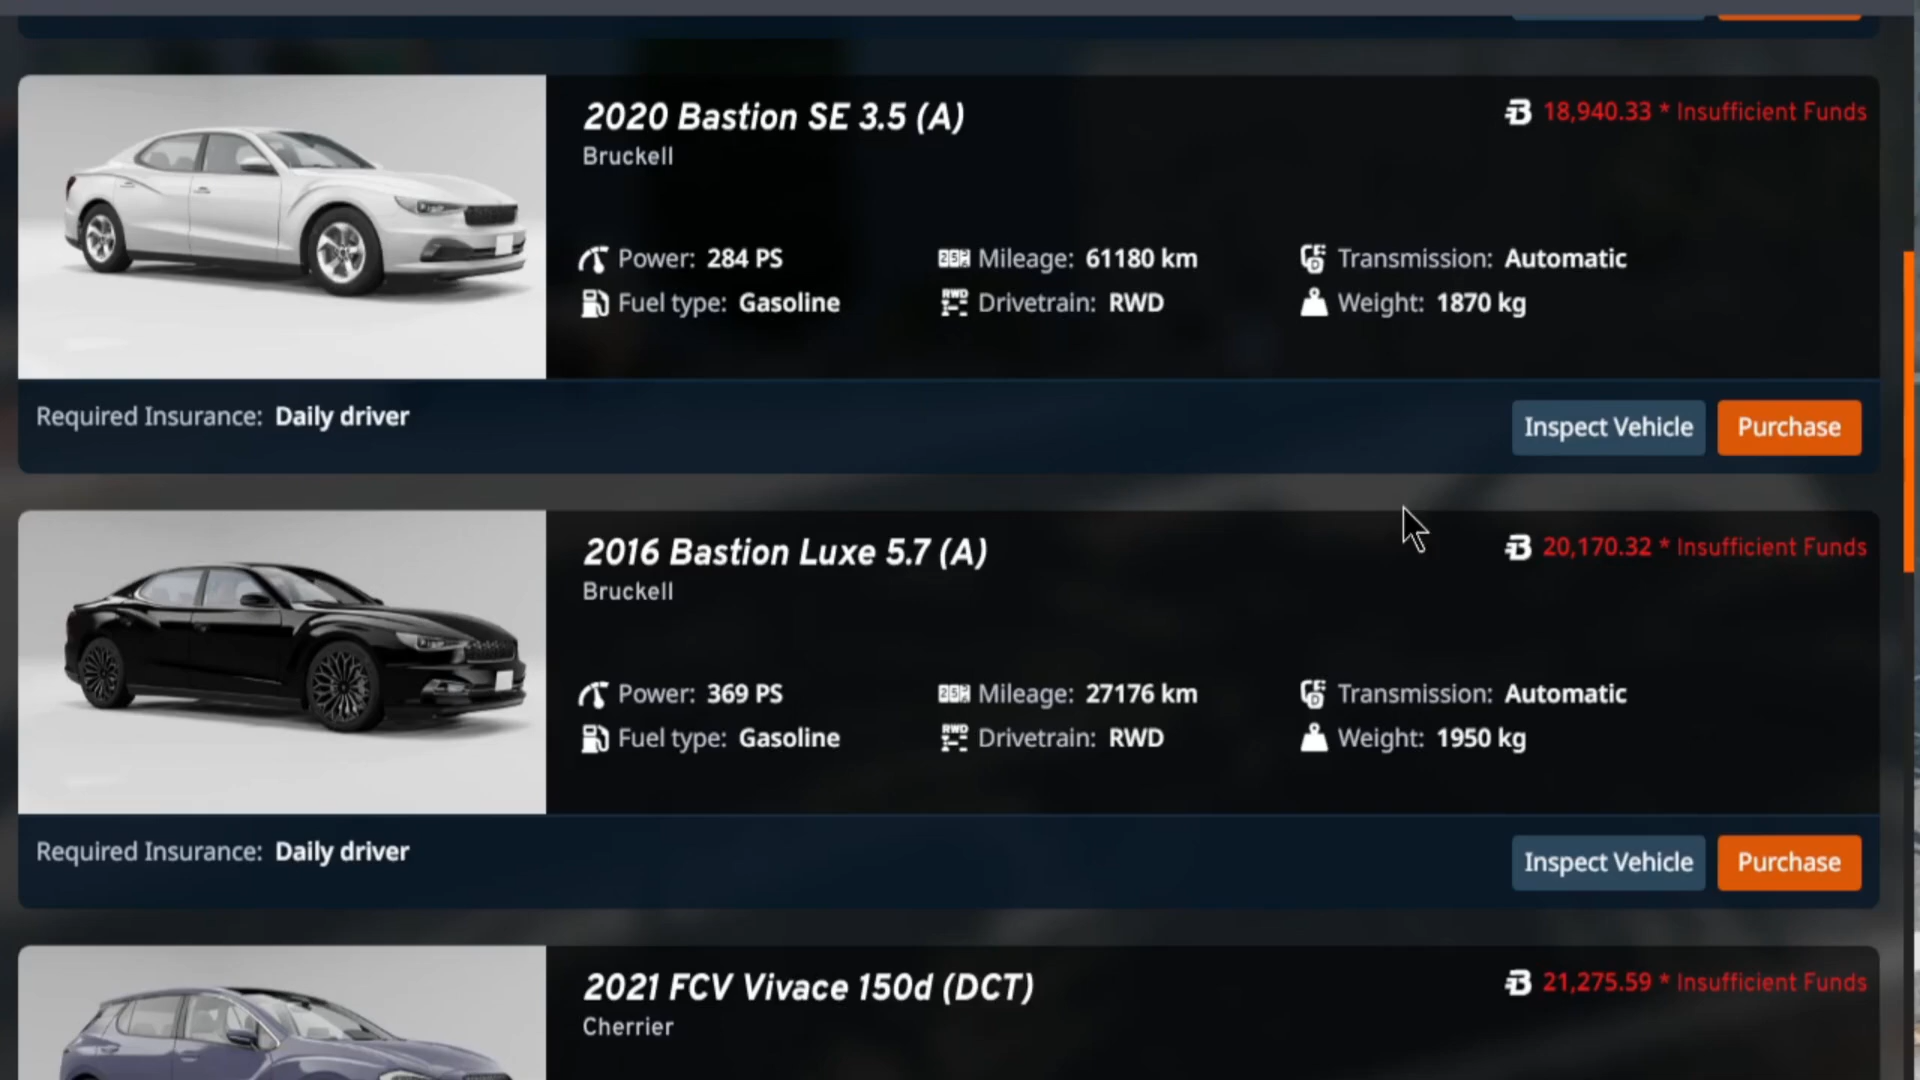 2020 Bastion SE 3.5 (A)
18,940.33 * Insufficient Funds
Bruckell
Power: 284 PS
Mileage: 61180 km
Transmission: Automatic
Fuel type: Gasoline
Drivetrain: RWD
Weight: 1870 kg
Required Insurance: Daily driver
Inspect Vehicle
Purchase
2016 Bastion Luxe 5.7 (A)
20,170.32 * Insufficient Funds
Bruckell
Power: 369 PS
Mileage: 27176 km
Transmission: Automatic
Fuel type: Gasoline
Drivetrain: RWD
Weight: 1950 kg
Required Insurance: Daily driver
Inspect Vehicle
Purchase
2021 FCV Vivace 150d (DCT)
21,275.59 * Insufficient Funds
Cherrier